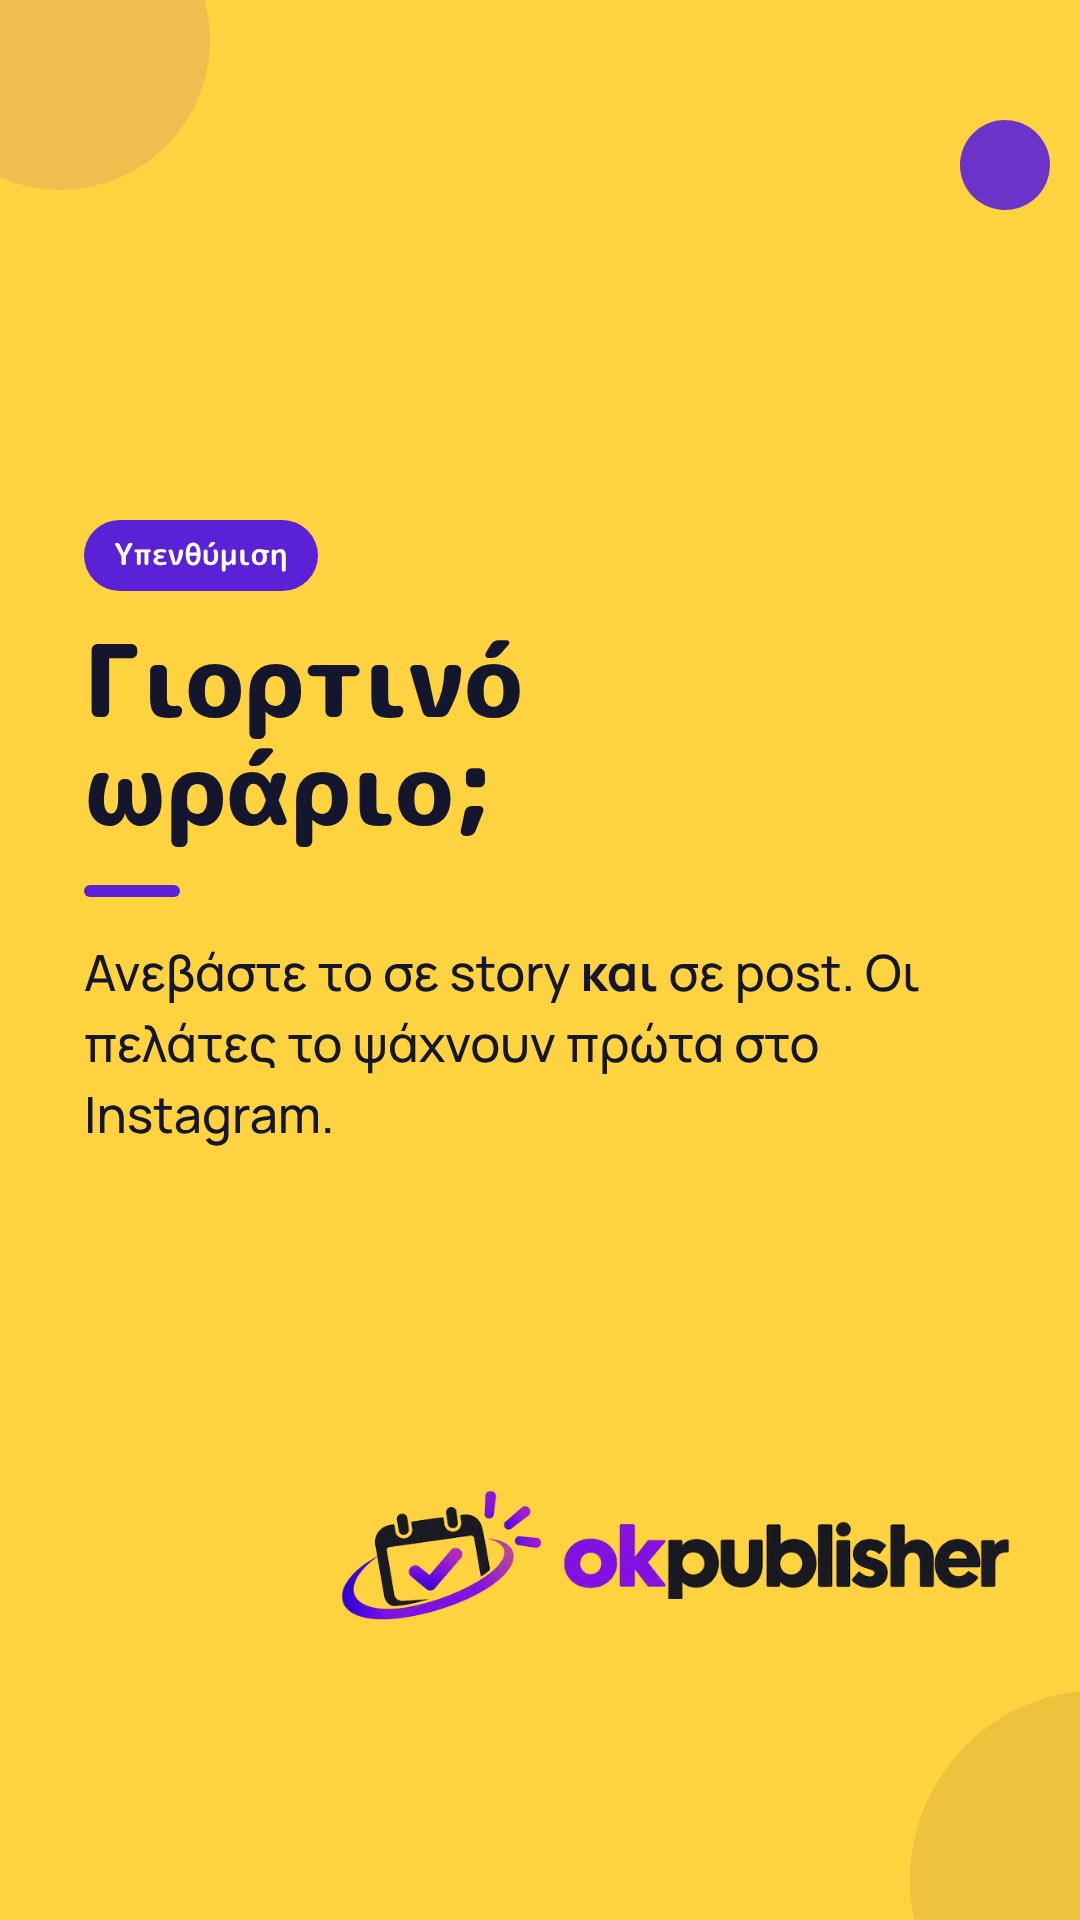 Υπενθύμιση
Γιορτινό
ωράριο;
Ανεβάστε το σε story και σε post. Οι
πελάτες το ψάχνουν πρώτα στο
Instagram.
okpublisher